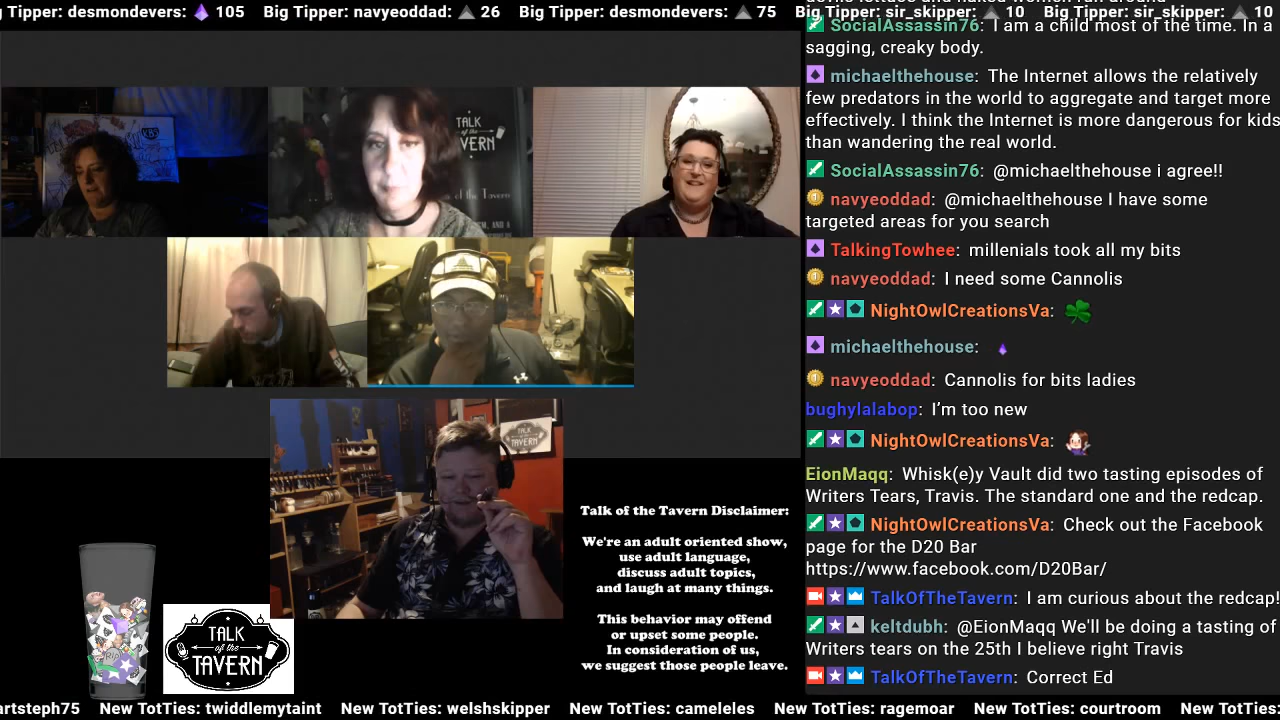 Big Tipper: desmondevers: 105 Big Tipper: navyeoddad: 26 Big Tipper: desmondevers: 75 Big Tipper: sir_skipper: 10 Big Tipper: sir_skipper: 10
SocialAssassin76: I am a child most of the time. In a
sagging, creaky body.
michaelthehouse: The Internet allows the relatively
few predators in the world to aggregate and target more
effectively. I think the Internet is more dangerous for kids
than wandering the real world.
SocialAssassin76: @michaelthehouse i agree!!
navyeoddad: @michaelthehouse I have some
targeted areas for you search
TalkingTowhee: millenials took all my bits
navyeoddad: I need some Cannolis
NightOwlCreationsVa:
michaelthehouse:
navyeoddad: Cannolis for bits ladies
bughylalabop: I'm too new
NightOwlCreationsVa:
EionMaqq: Whisk(e)y Vault did two tasting episodes of
Writers Tears, Travis. The standard one and the redcap.
NightOwlCreationsVa: Check out the Facebook
page for the D20 Bar
https://www.facebook.com/D20Bar/
TalkOfTheTavern: I am curious about the redcap!
keltdubh: @EionMaqq We'll be doing a tasting of
Writers tears on the 25th I believe right Travis
TalkOfTheTavern: Correct Ed
TALK
of the
TAVERN
TALK
of the
TAVERN
Talk of the Tavern Disclaimer:
We're an adult oriented show,
use adult language,
discuss adult topics,
and laugh at many things.
This behavior may offend
or upset some people.
In consideration of us,
we suggest those people leave.
TALK
of the
TAVERN
artsteph75 New TotTies: twiddlemytaint New TotTies: welshskipper New TotTies: cameleles New TotTies: ragemoar New TotTies: courtroom New TotTies: